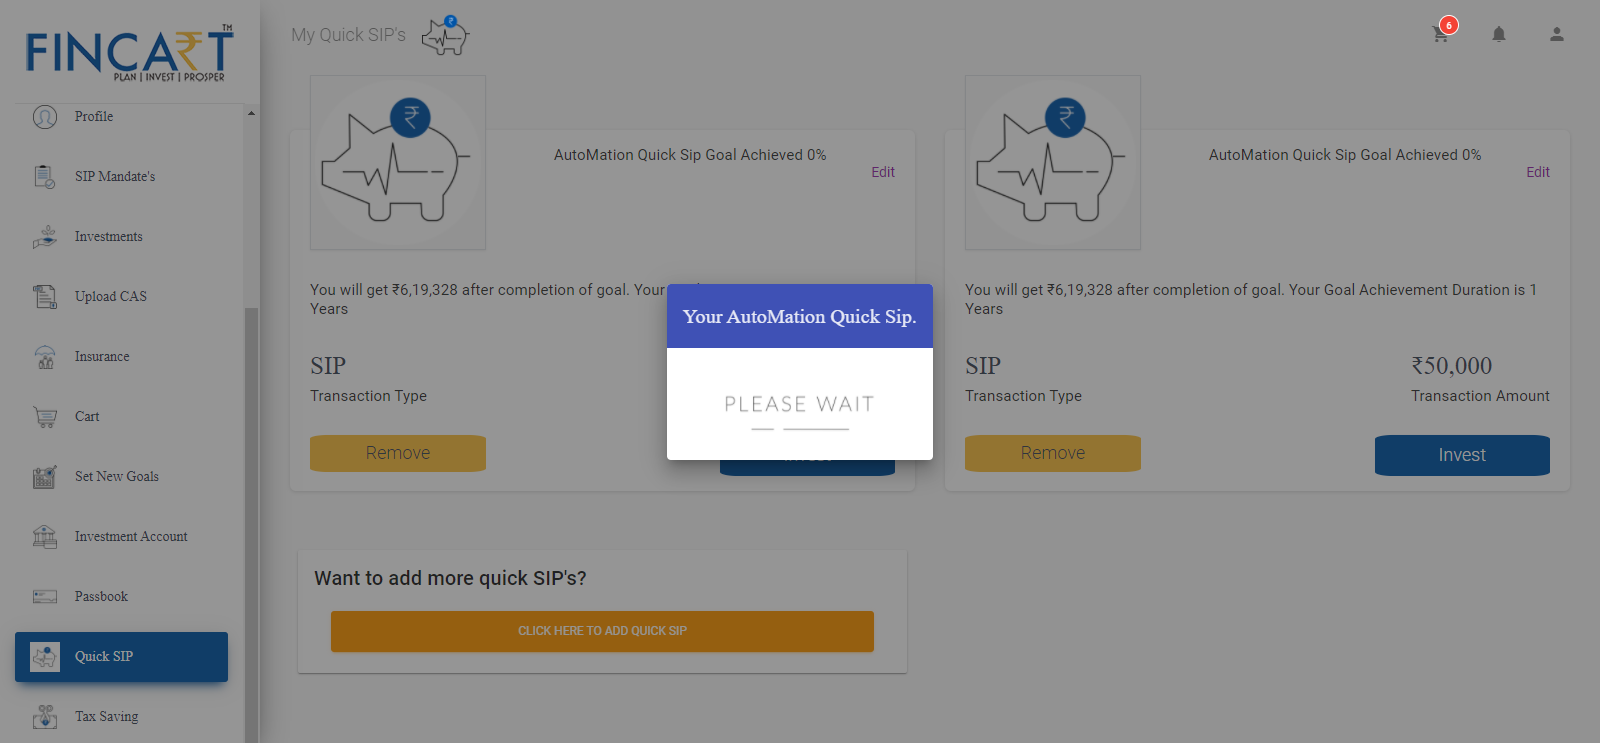 FINCART
TM
PLAN | INVEST | PROSPER
Profile
SIP Mandate's
Investments
Upload CAS
Insurance
Cart
Set New Goals
Investment Account
Passbook
Quick SIP
Tax Saving
My Quick SIP's
₹
6
₹
AutoMation Quick Sip Goal Achieved 0%
Edit
You will get ₹6,19,328 after completion of goal. Your
Years
SIP
Transaction Type
Remove
Invest
₹
AutoMation Quick Sip Goal Achieved 0%
Edit
You will get ₹6,19,328 after completion of goal. Your Goal Achievement Duration is 1
Years
SIP
₹50,000
Transaction Type
Transaction Amount
Remove
Invest
Your AutoMation Quick Sip.
PLEASE WAIT
Want to add more quick SIP's?
CLICK HERE TO ADD QUICK SIP